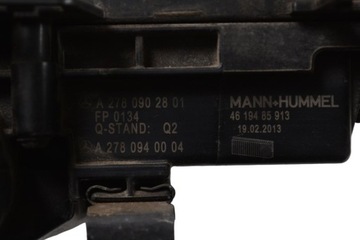 A 278 090 28 01
FP 0134
Q-STAND: Q2
A 278 094 00 04
MANN+HUMMEL
46 194 85 913
19.02.2013